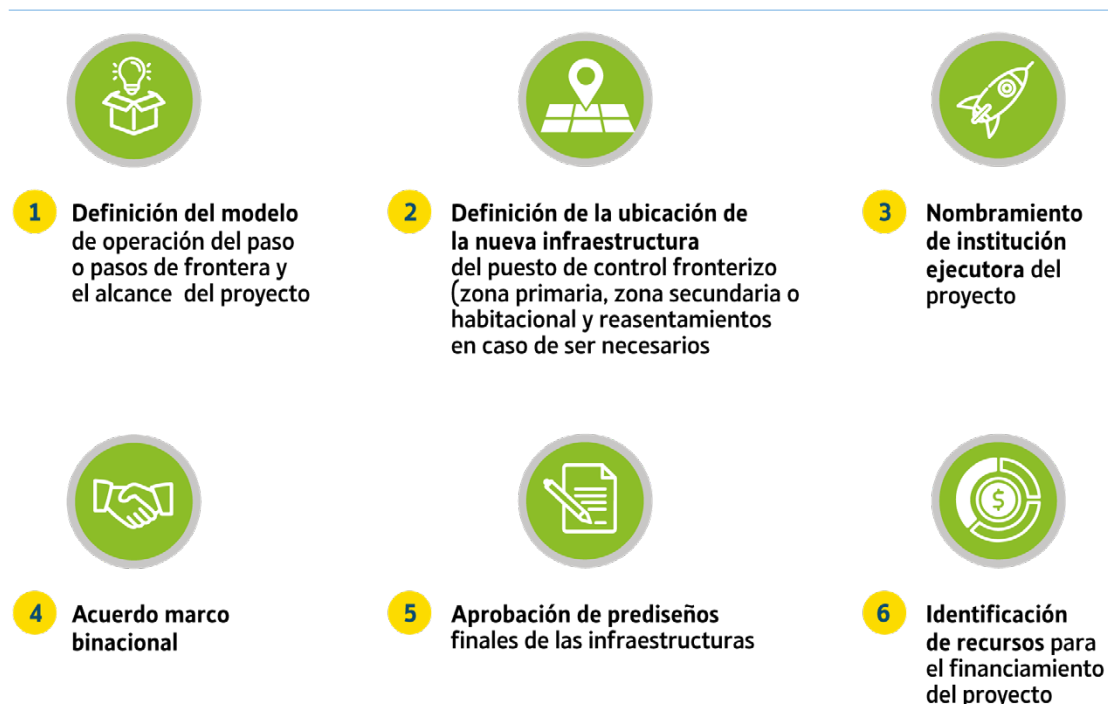 1
Definición del modelo
de operación del paso
o pasos de frontera y
el alcance del proyecto
2
Definición de la ubicación de
la nueva infraestructura
del puesto de control fronterizo
(zona primaria, zona secundaria o
habitacional y reasentamientos
en caso de ser necesarios
3
Nombramiento
de institución
ejecutora del
proyecto
4
Acuerdo marco
binacional
5
Aprobación de prediseños
finales de las infraestructuras
6
Identificación
de recursos para
el financiamiento
del proyecto
$